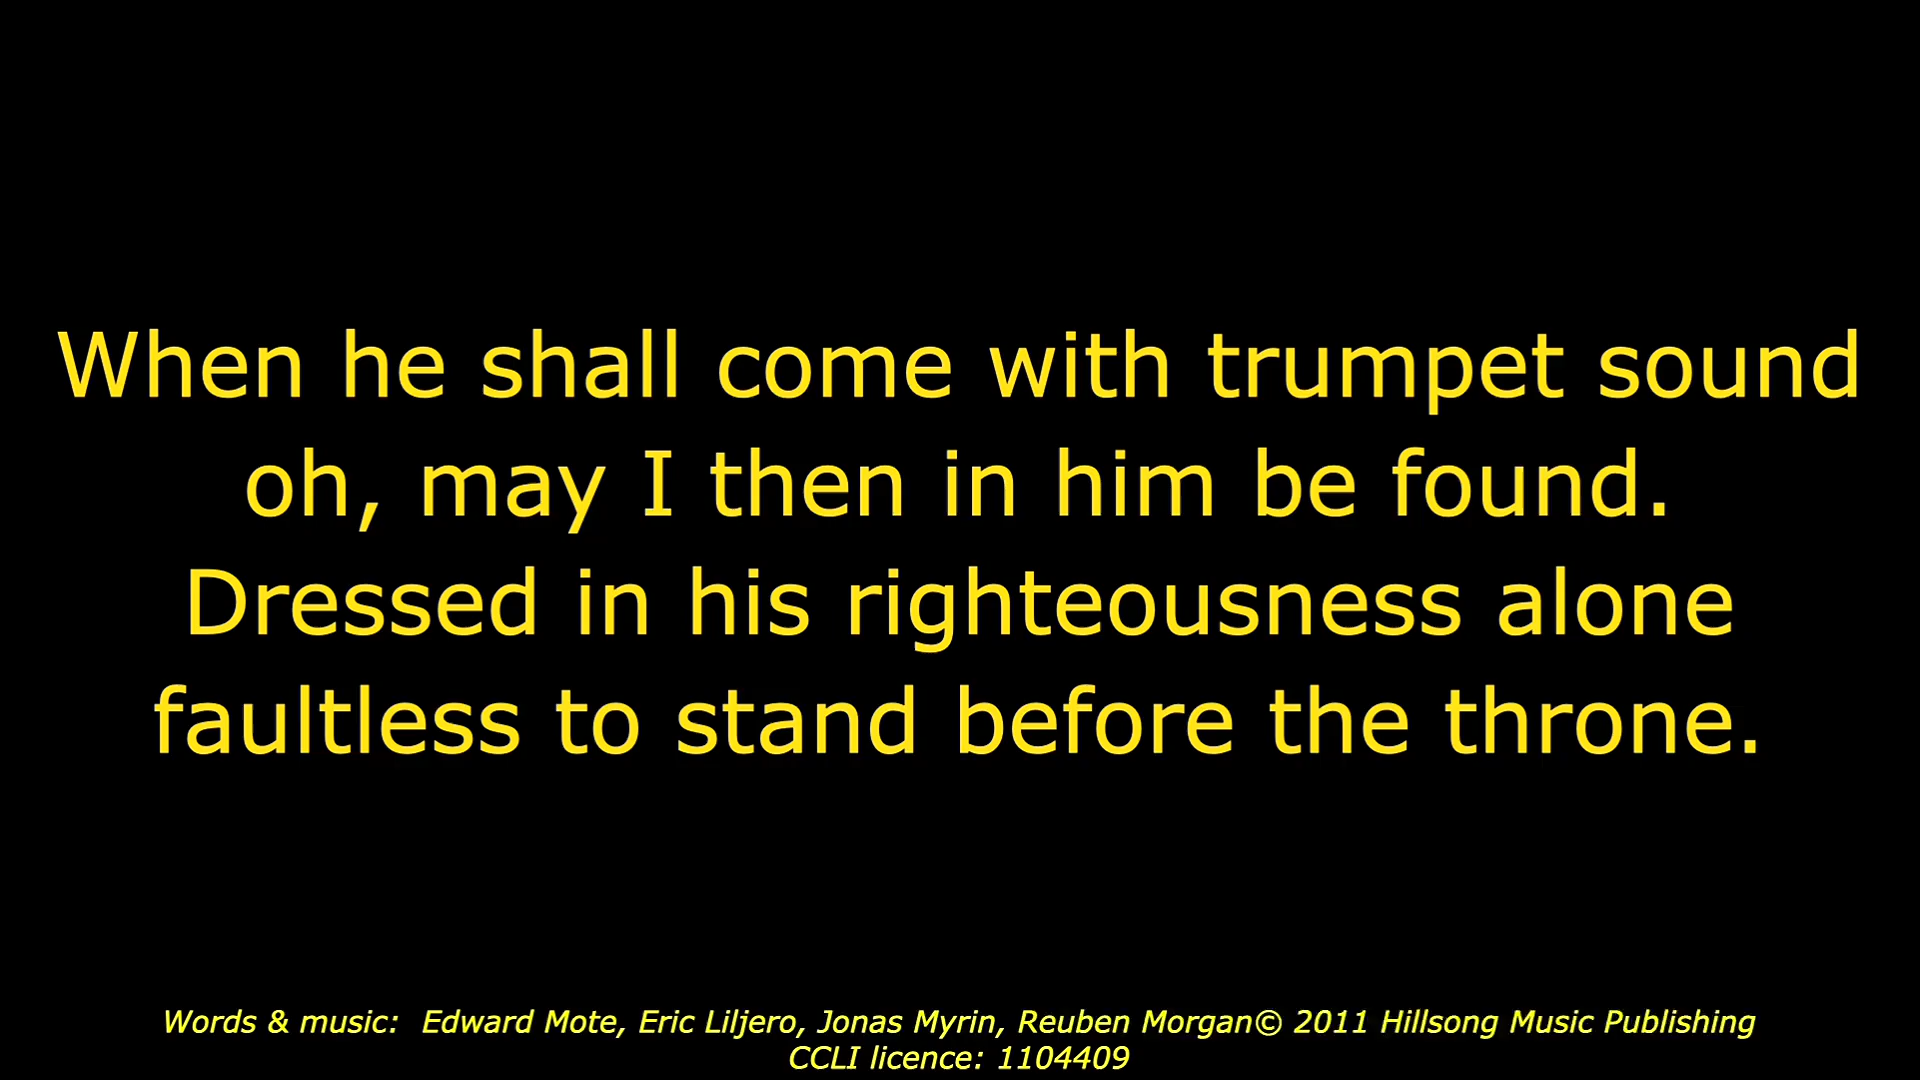 When he shall come with trumpet sound
oh, may I then in him be found.
Dressed in his righteousness alone
faultless to stand before the throne.
Words & music:  Edward Mote, Eric Liljero, Jonas Myrin, Reuben Morgan© 2011 Hillsong Music Publishing
CCLI licence: 1104409